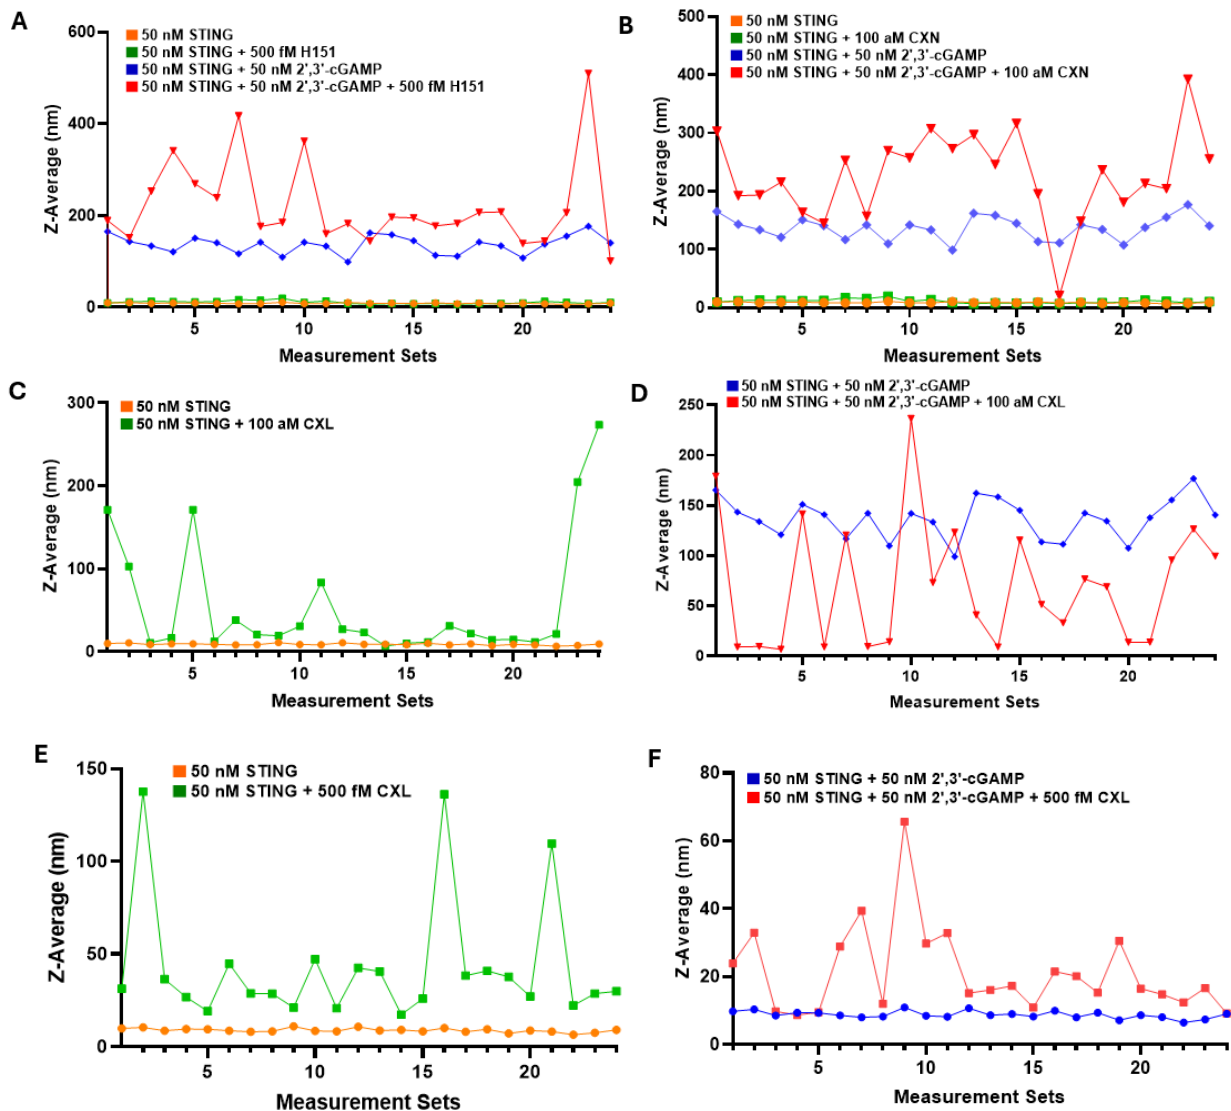 A
50 nM STING
50 nM STING + 500 fM H151
50 nM STING + 50 nM 2',3'-cGAMP
50 nM STING + 50 nM 2',3'-cGAMP + 500 fM H151
Z-Average (nm)
600
400
200
0
5
10
15
20
Measurement Sets
B
50 nM STING
50 nM STING + 100 aM CXN
50 nM STING + 50 nM 2',3'-cGAMP
50 nM STING + 50 nM 2',3'-cGAMP + 100 aM CXN
Z-Average (nm)
500
400
300
200
100
0
5
10
15
20
Measurement Sets
C
50 nM STING
50 nM STING + 100 aM CXL
Z-Average (nm)
300
200
100
0
5
10
15
20
Measurement Sets
D
50 nM STING + 50 nM 2',3'-cGAMP
50 nM STING + 50 nM 2',3'-cGAMP + 100 aM CXL
Z-Average (nm)
250
200
150
100
50
0
5
10
15
20
Measurement Sets
E
50 nM STING
50 nM STING + 500 fM CXL
Z-Average (nm)
150
100
50
0
5
10
15
20
Measurement Sets
F
50 nM STING + 50 nM 2',3'-cGAMP
50 nM STING + 50 nM 2',3'-cGAMP + 500 fM CXL
Z-Average (nm)
80
60
40
20
0
5
10
15
20
Measurement Sets